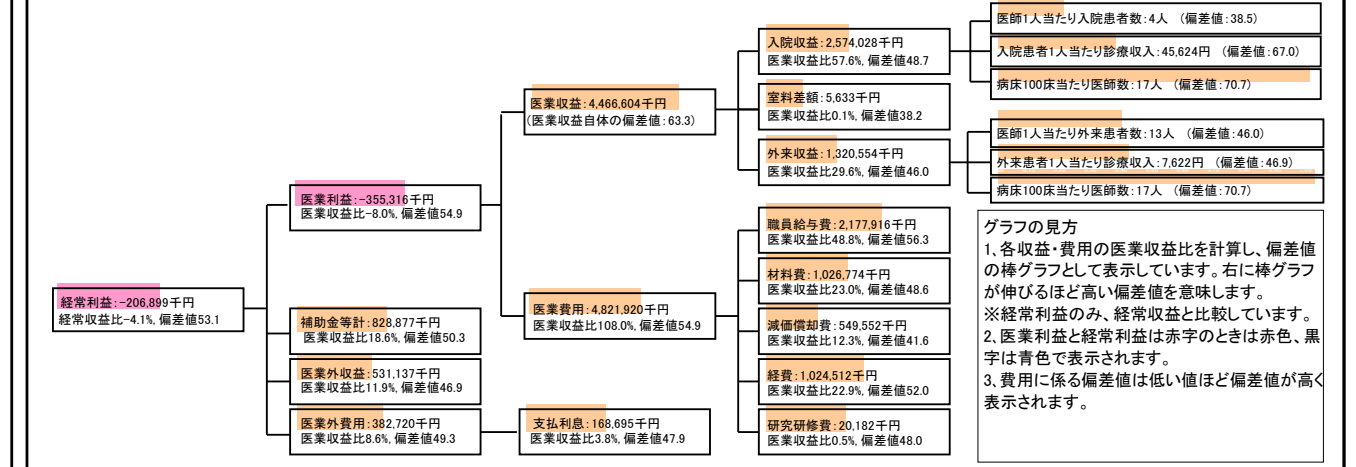 経常利益:-206,899千円
経常収支比-4.1%, 偏差値53.1
医業利益:-355,316千円
医業収益比-8.0%, 偏差値54.9
補助金等計:828,877千円
医業収益比18.6%, 偏差値50.3
医業外収益:531,137千円
医業収益比11.9%, 偏差値46.9
医業外費用:382,720千円
医業収益比8.6%, 偏差値49.3
支払利息:168,695千円
医業収益比3.8%, 偏差値47.9
医業収益:4,466,604千円
(医業収益自体の偏差値:63.3)
医業費用:4,821,920千円
医業収益比108.0%, 偏差値54.9
入院収益:2,574,028千円
医業収益比57.6%, 偏差値48.7
室料差額:5,633千円
医業収益比0.1%, 偏差値38.2
外来収益:1,320,554千円
医業収益比29.6%, 偏差値46.0
職員給与費:2,177,916千円
医業収益比48.8%, 偏差値56.3
材料費:1,026,774千円
医業収益比23.0%, 偏差値48.6
減価償却費:549,552千円
医業収益比12.3%, 偏差値41.6
経費:1,024,512千円
医業収益比22.9%, 偏差値52.0
研究研修費:20,182千円
医業収益比0.5%, 偏差値48.0
医師1人当たり入院患者数:4人 (偏差値:38.5)
入院患者1人当たり診療収入:45,624円 (偏差値:67.0)
病床100床当たり医師数:17人 (偏差値:70.7)
医師1人当たり外来患者数:13人 (偏差値:46.0)
外来患者1人当たり診療収入:7,622円 (偏差値:46.9)
病床100床当たり医師数:17人 (偏差値:70.7)
グラフの見方
1、各収益・費用の医業収益比を計算し、偏差値
の棒グラフとして表示しています。右に棒グラフ
が伸びるほど高い偏差値を意味します。
※経常利益のみ、経常収益と比較しています。
2、医業利益と経常利益は赤字のときは赤色、黒
字は青色で表示されます。
3、費用に係る偏差値は低い値ほど偏差値が高く
表示されます。